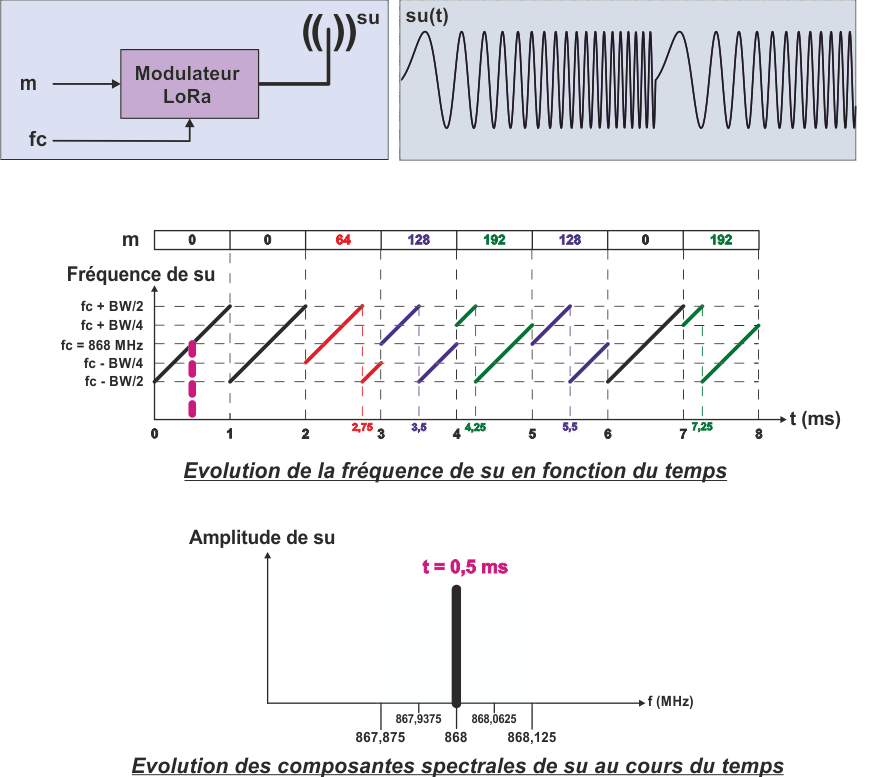 su
Modulateur
LoRa
m
fc
su(t)
m 0 0 64 128 192 128 0 192
Fréquence de su
fc + BW/2
fc + BW/4
fc = 868 MHz
fc - BW/4
fc - BW/2
t (ms)
2,75 3,5 4,25 5,5 7,25
0 1 2 3 4 5 6 7 8
Evolution de la fréquence de su en fonction du temps
Amplitude de su
t = 0,5 ms
f (MHz)
867,9375 868,0625
867,875 868 868,125
Evolution des composantes spectrales de su au cours du temps